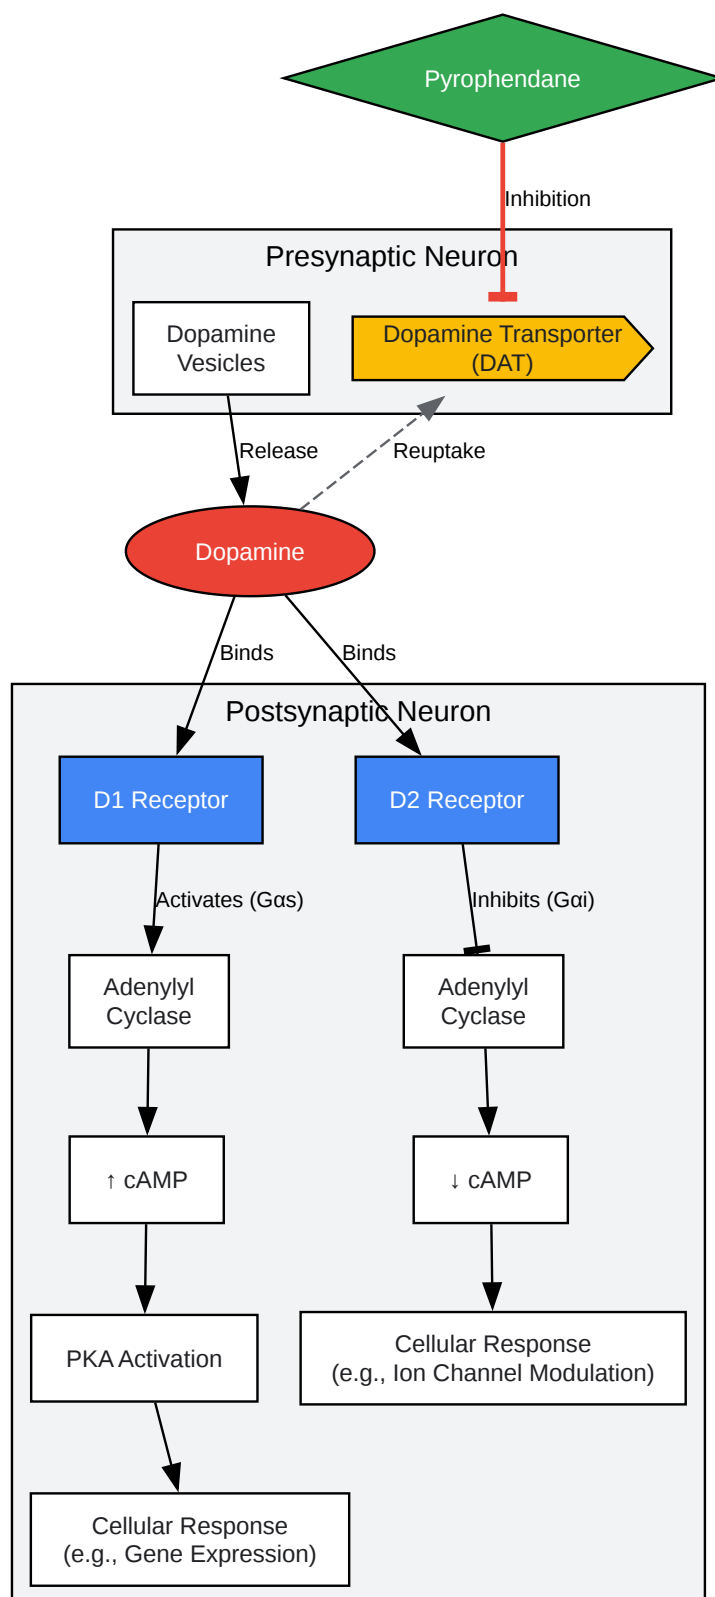 Pyrophendane
Inhibition
Presynaptic Neuron
Dopamine
Vesicles
Dopamine Transporter
(DAT)
Release
Reuptake
Dopamine
Binds
Binds
Postsynaptic Neuron
D1 Receptor
D2 Receptor
Activates (Gαs)
Inhibits (Gαi)
Adenylyl
Cyclase
Adenylyl
Cyclase
↑ cAMP
↓ cAMP
PKA Activation
Cellular Response
(e.g., Ion Channel Modulation)
Cellular Response
(e.g., Gene Expression)